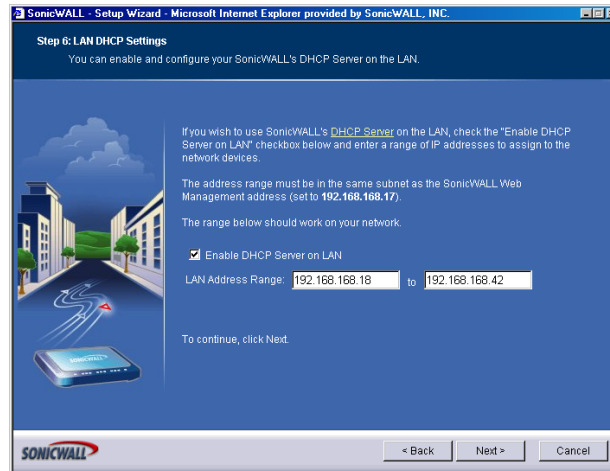 SonicWALL - Setup Wizard - Microsoft Internet Explorer provided by SonicWALL, INC.
Step 6: LAN DHCP Settings
You can enable and configure your SonicWALL's DHCP Server on the LAN.
If you wish to use SonicWALL's DHCP Server on the LAN, check the "Enable DHCP
Server on LAN" checkbox below and enter a range of IP addresses to assign to the
network devices.
The address range must be in the same subnet as the SonicWALL Web
Management address (set to 192.168.168.17).
The range below should work on your network.
Enable DHCP Server on LAN
LAN Address Range: 192.168.168.18 to 192.168.168.42
To continue, click Next.
SONICWALL
SONICWALL
< Back Next > Cancel